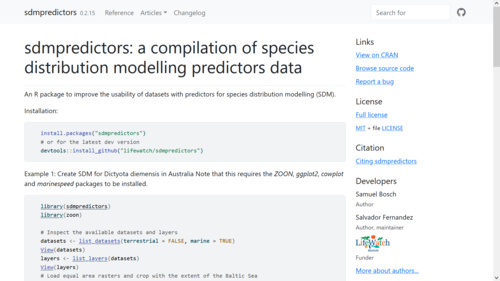 sdmpredictors 0.2.15 Reference Articles Changelog Search for
sdmpredictors: a compilation of species
distribution modelling predictors data
An R package to improve the usability of datasets with predictors for species distribution modelling (SDM).
Installation:
install.packages("sdmpredictors")
# or for the latest dev version
devtools::install_github("lifewatch/sdmpredictors")
Example 1: Create SDM for Dictyota diemensis in Australia Note that this requires the ZOON, ggplot2, cowplot
and marinespeed packages to be installed.
library(sdmpredictors)
library(zoon)
# Inspect the available datasets and layers
datasets <- list_datasets(terrestrial = FALSE, marine = TRUE)
View(datasets)
layers <- list_layers(datasets)
View(layers)
# Load equal area rasters and crop with the extent of the Baltic Sea
Links
View on CRAN
Browse source code
Report a bug
License
Full license
MIT + file LICENSE
Citation
Citing sdmpredictors
Developers
Samuel Bosch
Author
Salvador Fernandez
Author, maintainer
LifeWatch
Funder
More about authors...